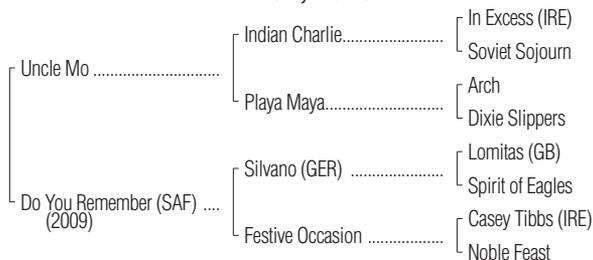 In Excess (IRE)
Indian Charlie.......................
Soviet Sojourn
Uncle Mo .............................
Arch
Playa Maya...........................
Dixie Slippers
Lomitas (GB)
Silvano (GER) .....................
Spirit of Eagles
Do You Remember (SAF) ....
(2009)
Casey Tibbs (IRE)
Festive Occasion .................
Noble Feast